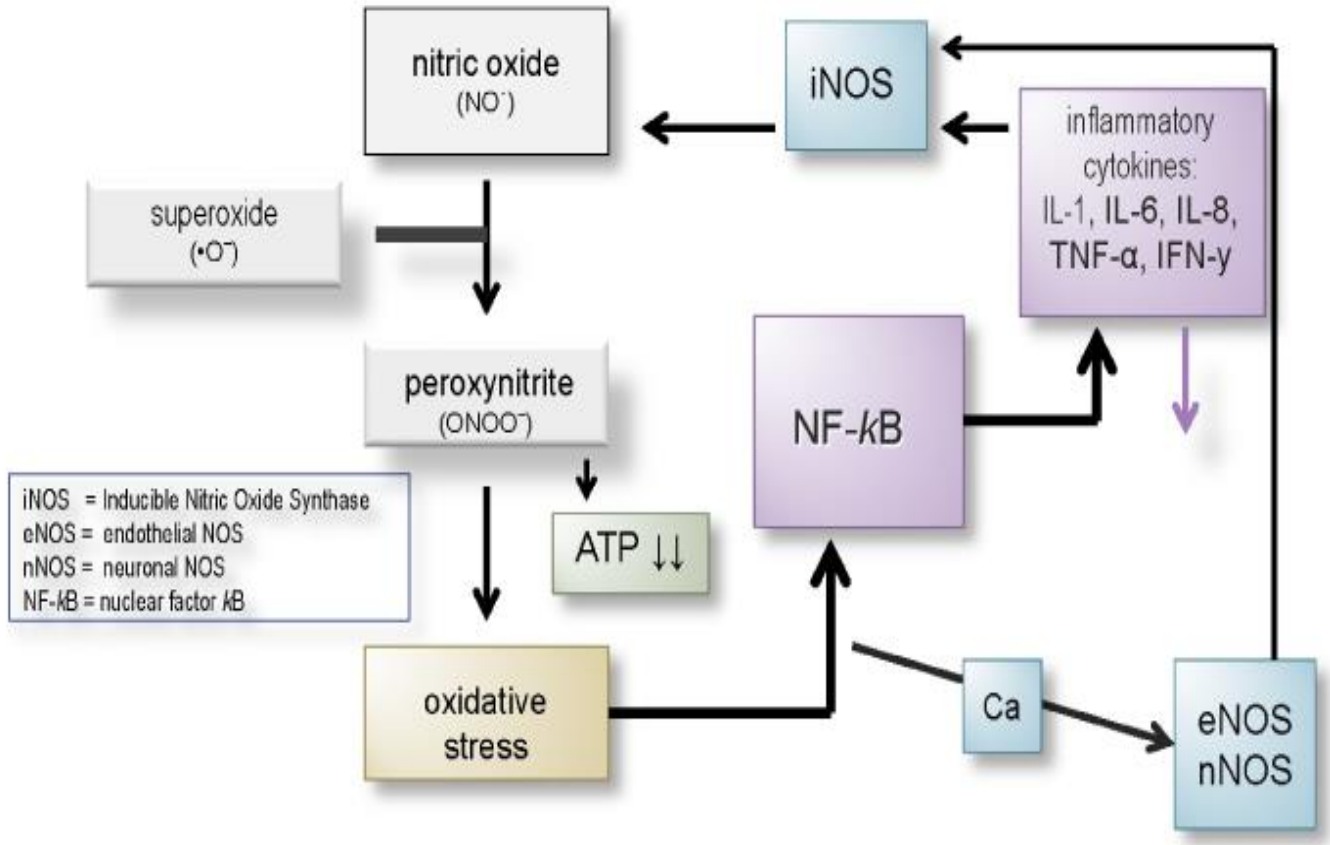 nitric oxide
(NO˙)
iNOS
inflammatory
cytokines:
IL-1, IL-6, IL-8,
TNF-α, IFN-y
superoxide
(•O⁻)
peroxynitrite
(ONOO⁻)
NF-kB
iNOS = Inducible Nitric Oxide Synthase
eNOS = endothelial NOS
nNOS = neuronal NOS
NF-kB = nuclear factor kB
ATP ↓↓
oxidative
stress
Ca
eNOS
nNOS